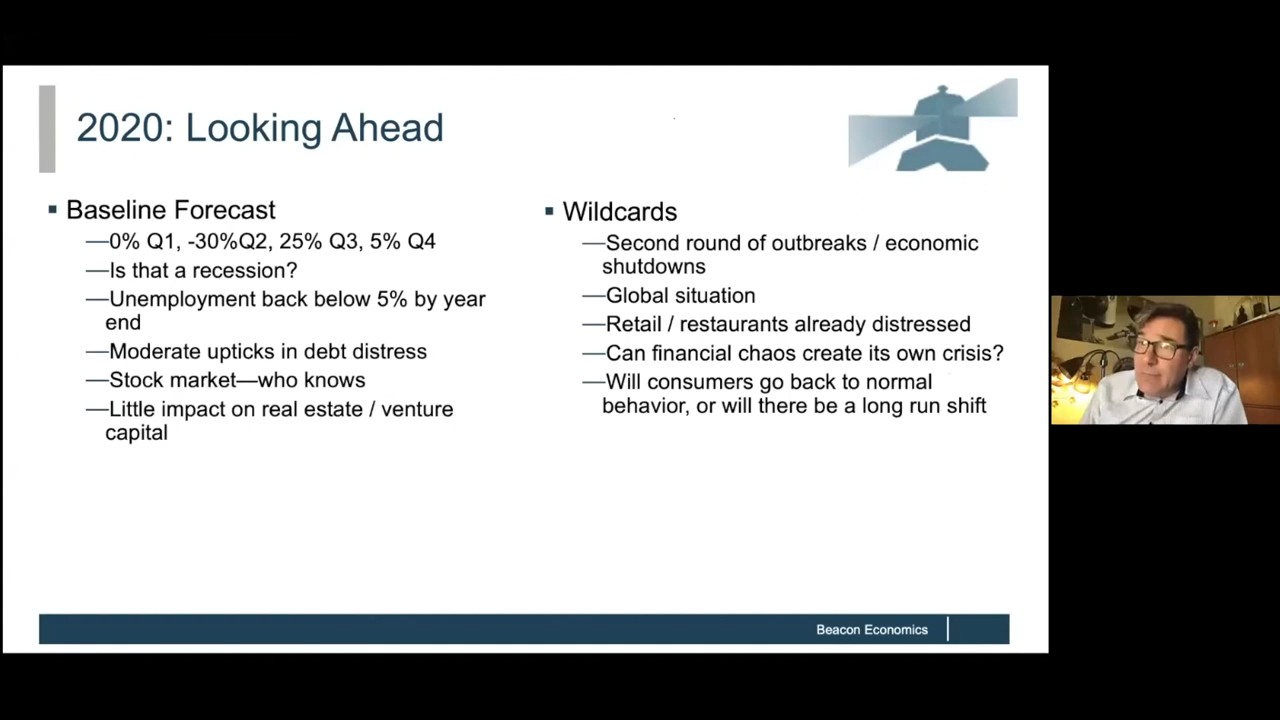 2020: Looking Ahead
▪ Baseline Forecast
—0% Q1, -30%Q2, 25% Q3, 5% Q4
—Is that a recession?
—Unemployment back below 5% by year
end
—Moderate upticks in debt distress
—Stock market—who knows
—Little impact on real estate / venture
capital
▪ Wildcards
—Second round of outbreaks / economic
shutdowns
—Global situation
—Retail / restaurants already distressed
—Can financial chaos create its own crisis?
—Will consumers go back to normal
behavior, or will there be a long run shift
Beacon Economics